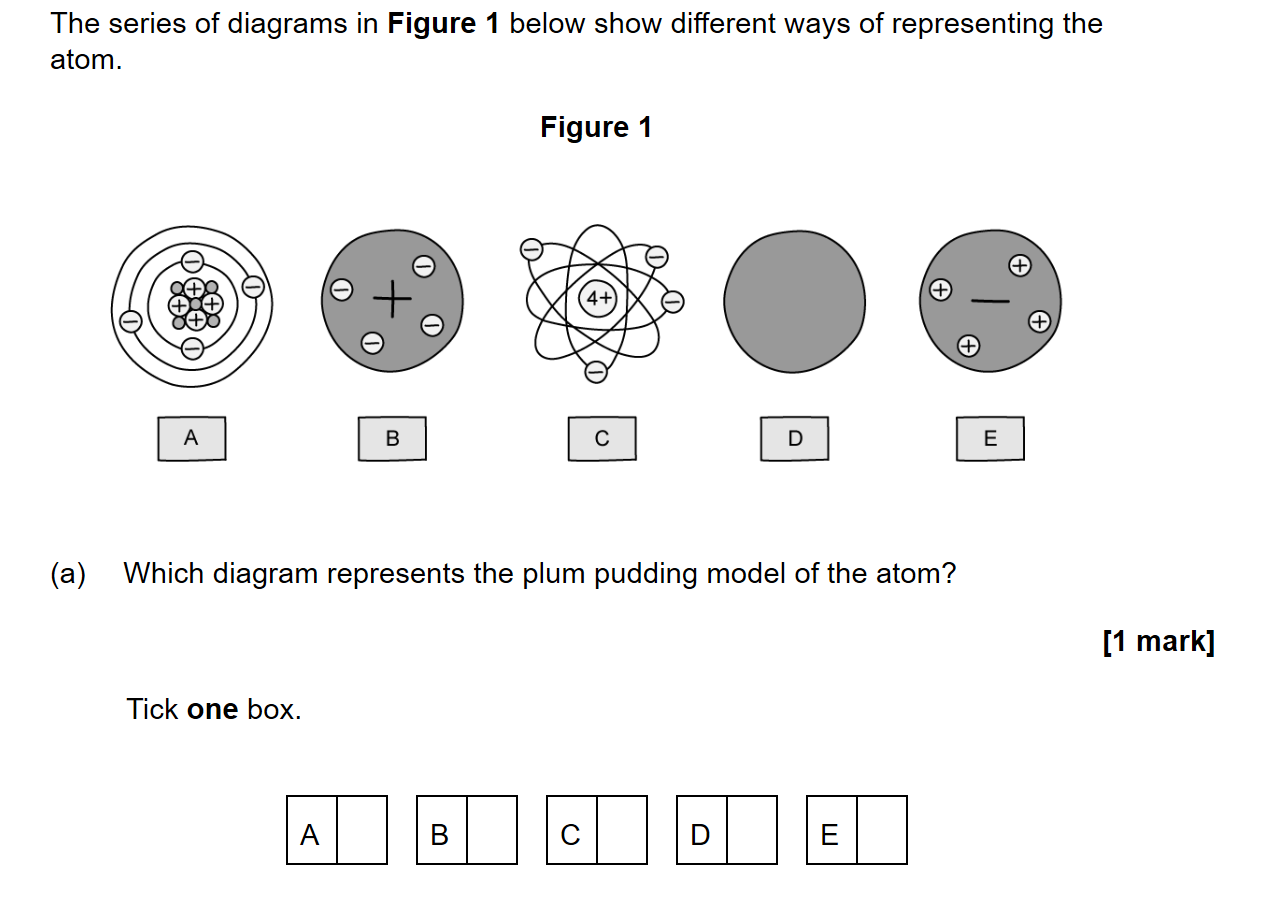 The series of diagrams in Figure 1 below show different ways of representing the
atom.
Figure 1
4+
A B C D E
(a) Which diagram represents the plum pudding model of the atom?
[1 mark]
Tick one box.
A B C D E